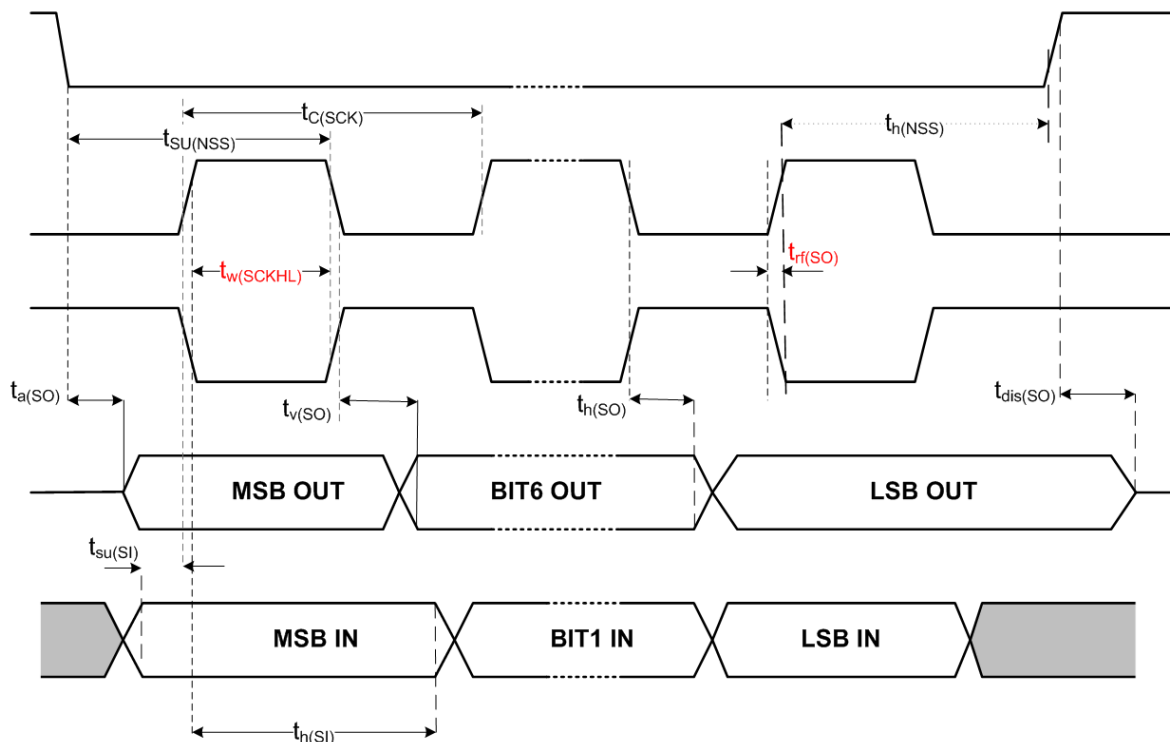 tC(SCK)
tSU(NSS)
th(NSS)
tw(SCKHL)
trf(SO)
ta(SO)
tv(SO)
th(SO)
tdis(SO)
MSB OUT
BIT6 OUT
LSB OUT
tsu(SI)
MSB IN
BIT1 IN
LSB IN
th(SI)